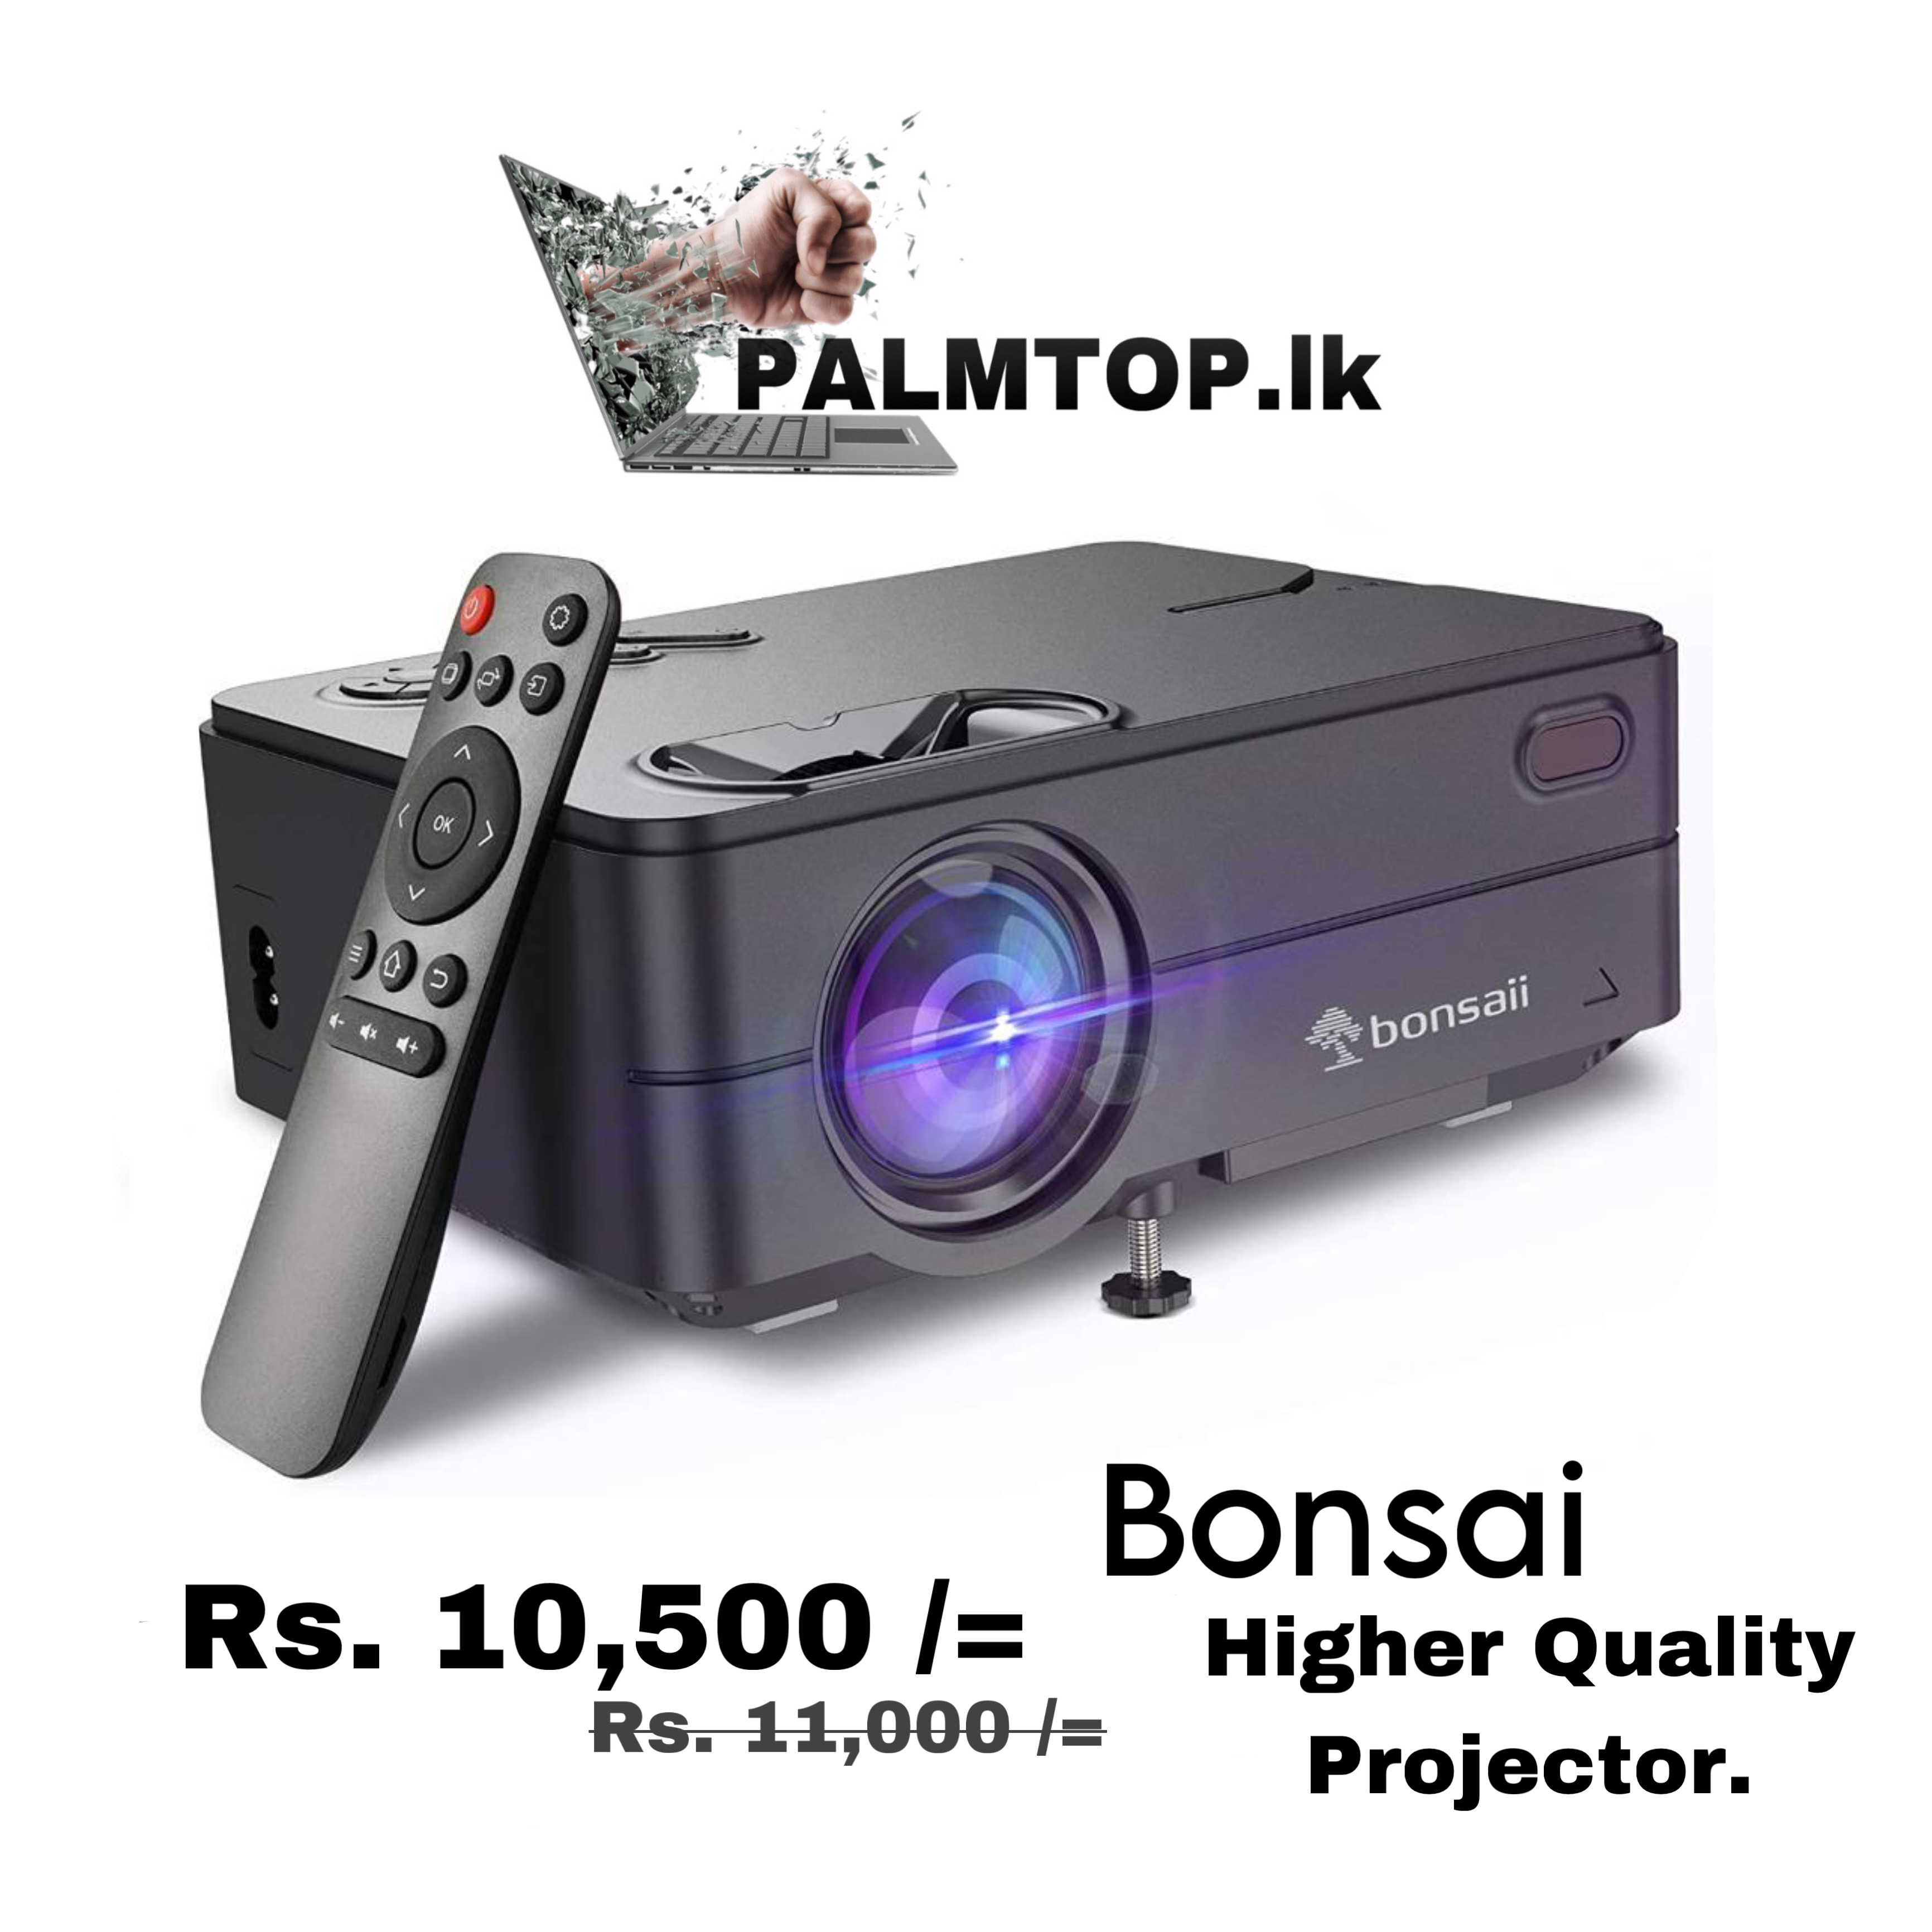 PALMTOP.lk
OK
bonsaii
Bonsai
Rs. 10,500 /=
Higher Quality
Rs. 11,000 /=
Projector.